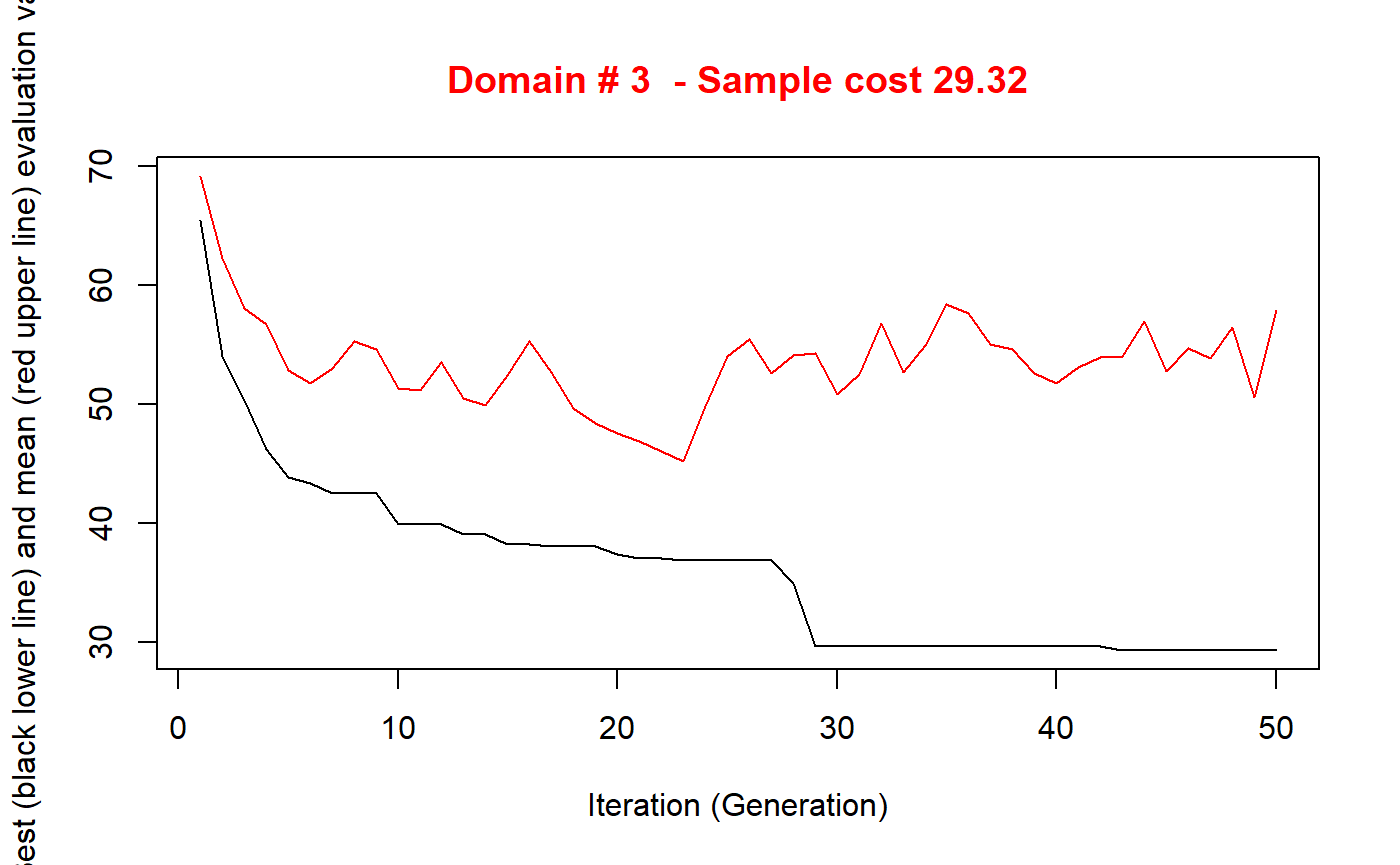 Domain # 3  - Sample cost 29.32
(black lower line) and mean (red upper line) evaluation
70
60
50
40
30
0 10 20 30 40 50
Iteration (Generation)